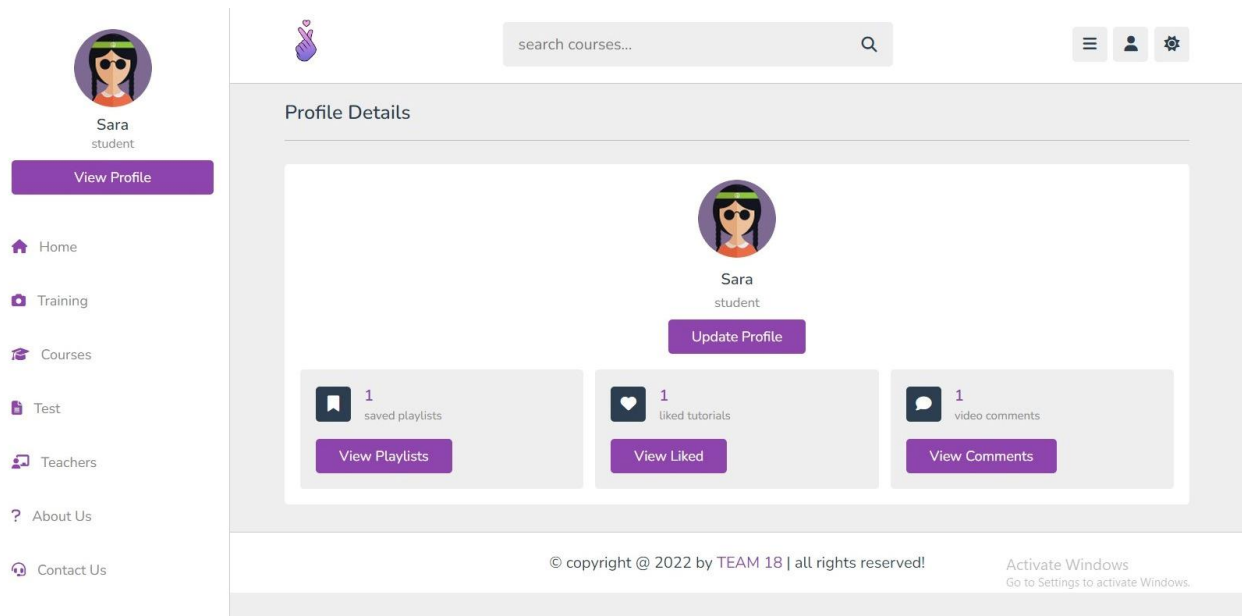 Sara
student
View Profile
Home
Training
Courses
Test
Teachers
? About Us
Contact Us
search courses...
Profile Details
Sara
student
Update Profile
1
saved playlists
View Playlists
1
liked tutorials
View Liked
1
video comments
View Comments
© copyright @ 2022 by TEAM 18 | all rights reserved!
Activate Windows
Go to Settings to activate Windows.